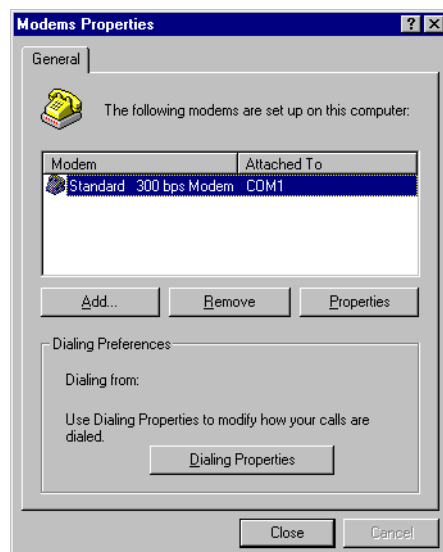 Modems Properties
General
The following modems are set up on this computer:
Modem Attached To
Standard 300 bps Modem COM1
Add... Remove Properties
Dialing Preferences
Dialing from:
Use Dialing Properties to modify how your calls are
dialed.
Dialing Properties
Close Cancel